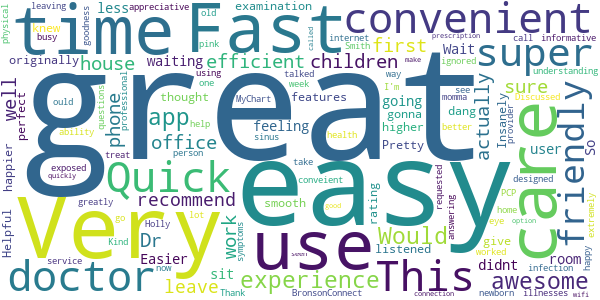 great
easy
Very
use
care
time
Fast
convenient
super
Quick
doctor
This
friendly
awesome
experience
app
phone
office
house
efficient
children
first
well
Dr
leave
work
Would
recommend
actually
sure
room
feeling
waiting
going
less
appreciative
old
examination
leaving
busy
knew
goodness
pink
Smith
internet
called
prescription
make
call
informative
Wait
ignored
understanding
physical
originally
happier
perfect
ould
ability
questions
professional
thought
using
one
help
treat
exposed
quickly
greatly
person
MyChart
talked
week
features
sinus
health
take
conveient
smooth
way
I'm
gonna
higher
Pretty
see
momma
dang
better
Insanely
discussed
provider
user
So
designed
PCP
requested
answering
rating
listened
didnt
give
home
eye
worked
option
extremely
happy
infection
newborn
illnesses
wifi
connection
seen
good
BronsonConnect
Thank
sit
symptoms
lot
go
Kind
now
Holly
Easier
service
Helpful